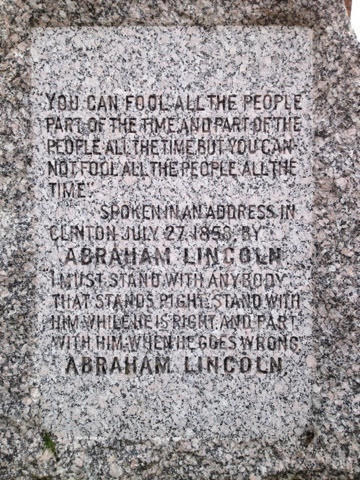 YOU CAN FOOL ALL THE PEOPLE
PART OF THE TIME AND PART OF THE
PEOPLE ALL THE TIME BUT YOU CAN-
NOT FOOL ALL THE PEOPLE ALL THE
TIME".
SPOKEN IN AN ADDRESS IN
CLINTON JULY 27, 1858 BY
ABRAHAM LINCOLN
I MUST STAND WITH ANYBODY
THAT STANDS RIGHT, STAND WITH
HIM WHILE HE IS RIGHT AND PART
WITH HIM WHEN HE GOES WRONG
ABRAHAM LINCOLN